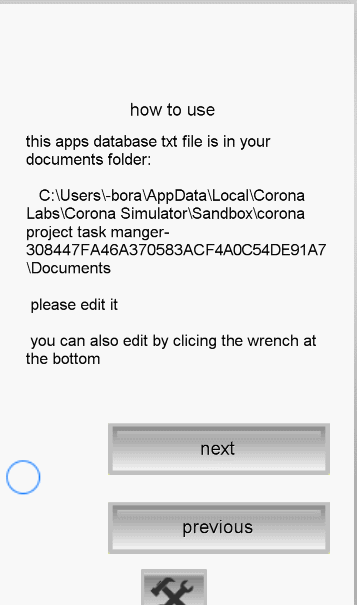 how to use
this apps database txt file is in your
documents folder:
C:\Users\-bora\AppData\Local\Corona
Labs\Corona Simulator\Sandbox\corona
project task manger-
308447FA46A370583ACF4A0C54DE91A7
\Documents
please edit it
you can also edit by clicing the wrench at
the bottom
next
previous